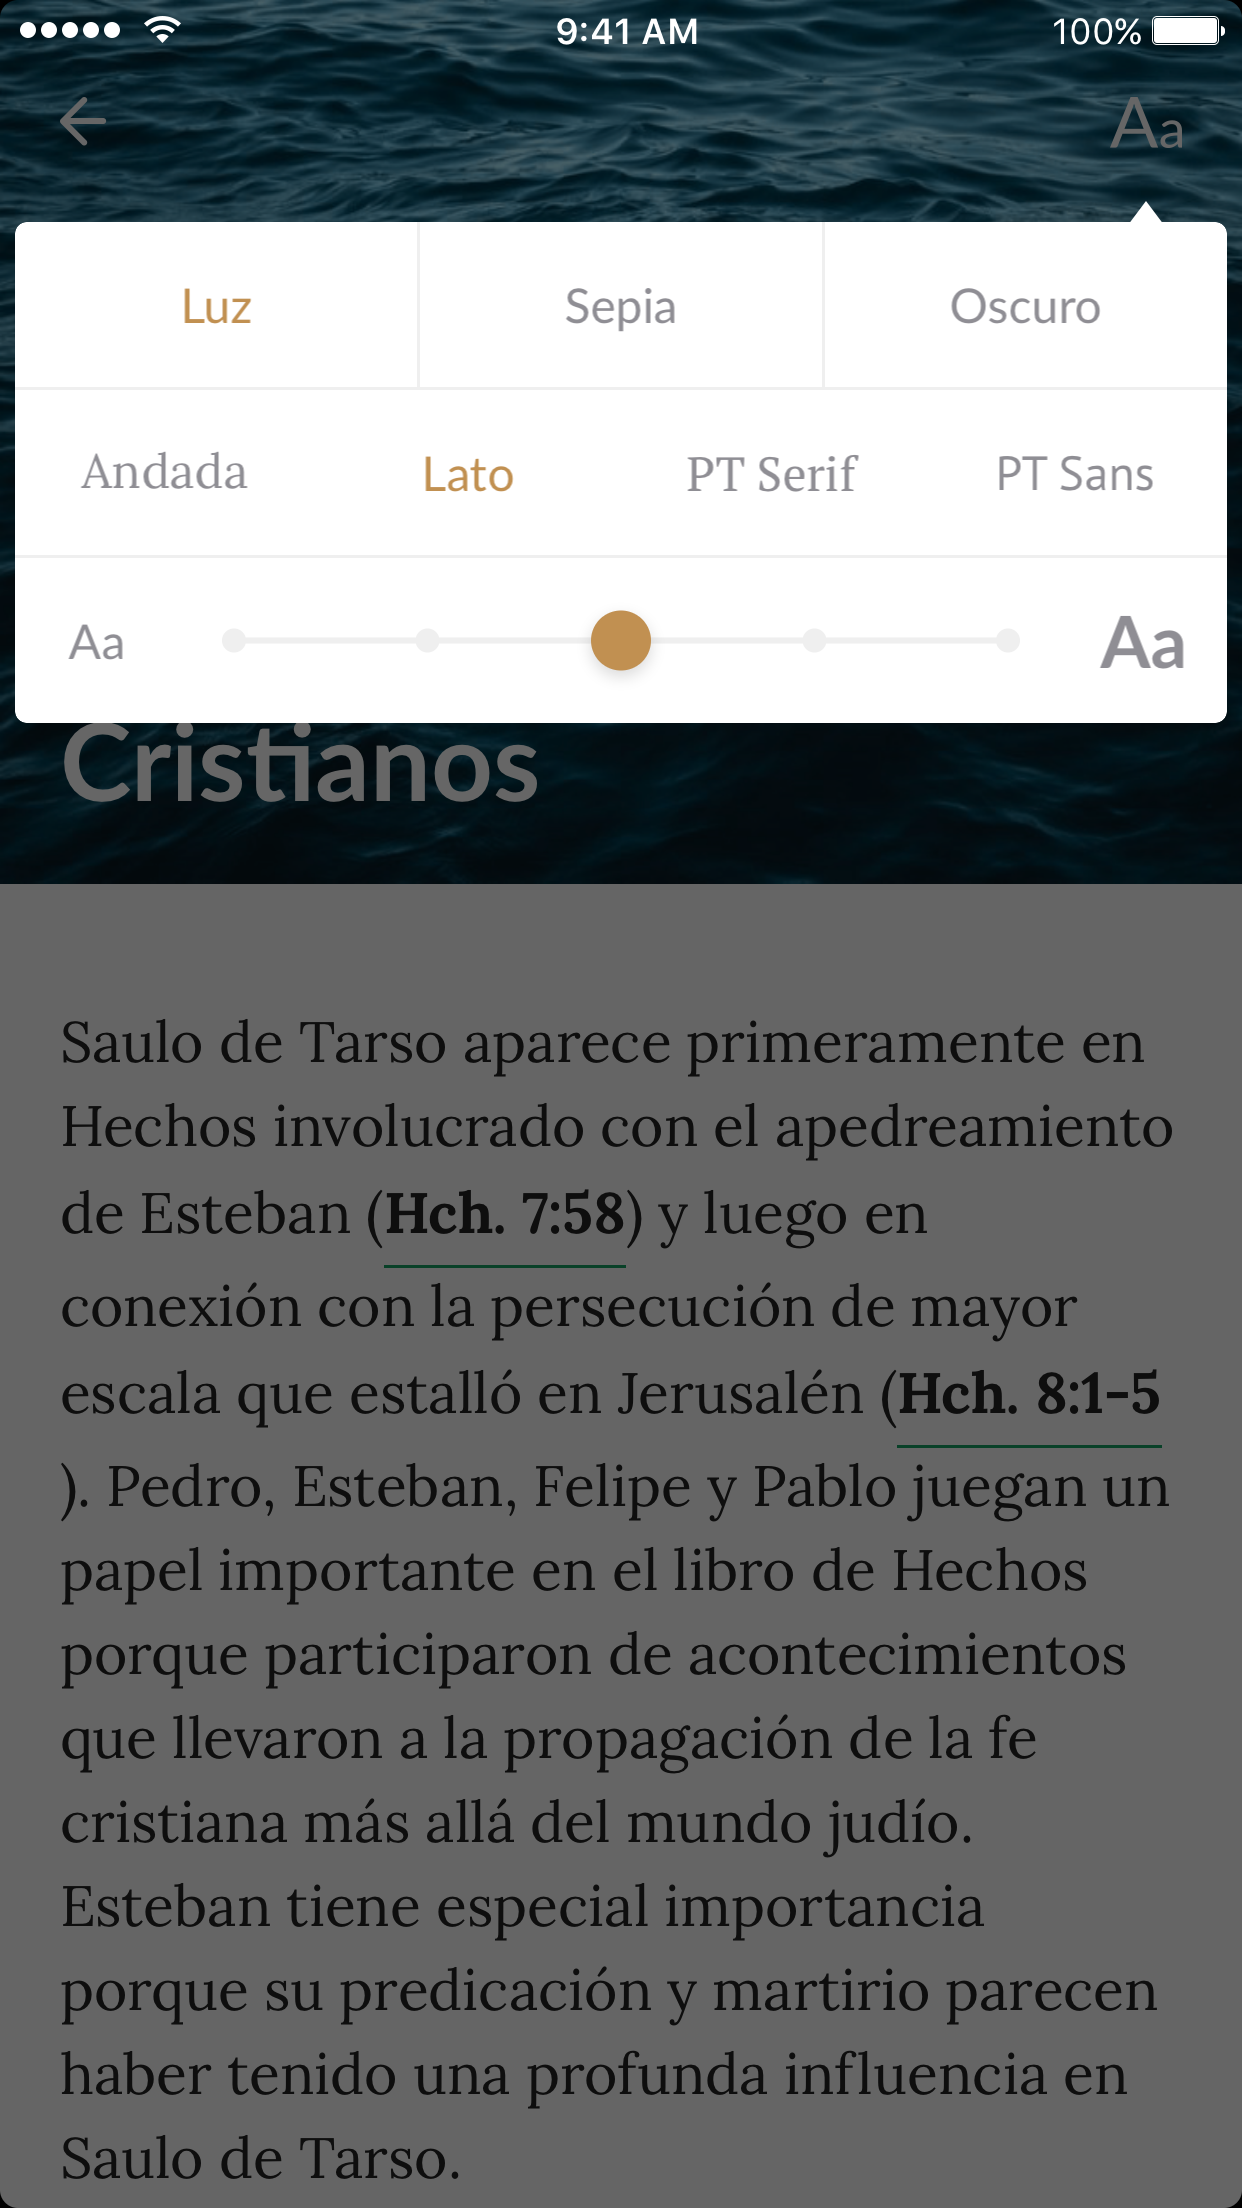 9:41 AM 100%
Aa
Luz Sepia Oscuro
Andada Lato PT Serif PT Sans
Aa Aa
Cristianos
Saulo de Tarso aparece primeramente en
Hechos involucrado con el apedreamiento
de Esteban (Hch. 7:58) y luego en
conexión con la persecución de mayor
escala que estalló en Jerusalén (Hch. 8:1-5
). Pedro, Esteban, Felipe y Pablo juegan un
papel importante en el libro de Hechos
porque participaron de acontecimientos
que llevaron a la propagación de la fe
cristiana más allá del mundo judío.
Esteban tiene especial importancia
porque su predicación y martirio parecen
haber tenido una profunda influencia en
Saulo de Tarso.